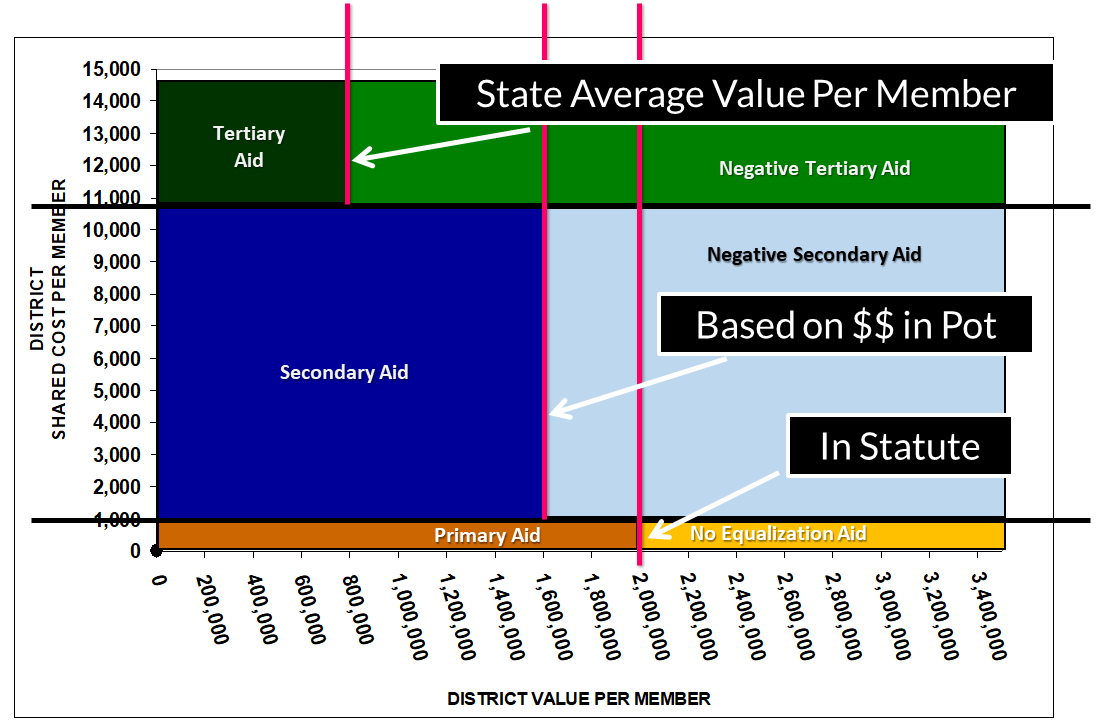 State Average Value Per Member
15,000
14,000
13,000
12,000
11,000
10,000
9,000
8,000
7,000
6,000
5,000
4,000
3,000
2,000
1,000
0
DISTRICT
SHARED COST PER MEMBER
Tertiary
Aid
Negative Tertiary Aid
Negative Secondary Aid
Based on $$ in Pot
Secondary Aid
In Statute
Primary Aid
No Equalization Aid
0
200,000
400,000
600,000
800,000
1,000,000
1,200,000
1,400,000
1,600,000
1,800,000
2,000,000
2,200,000
2,400,000
2,600,000
2,800,000
3,000,000
3,200,000
3,400,000
DISTRICT VALUE PER MEMBER